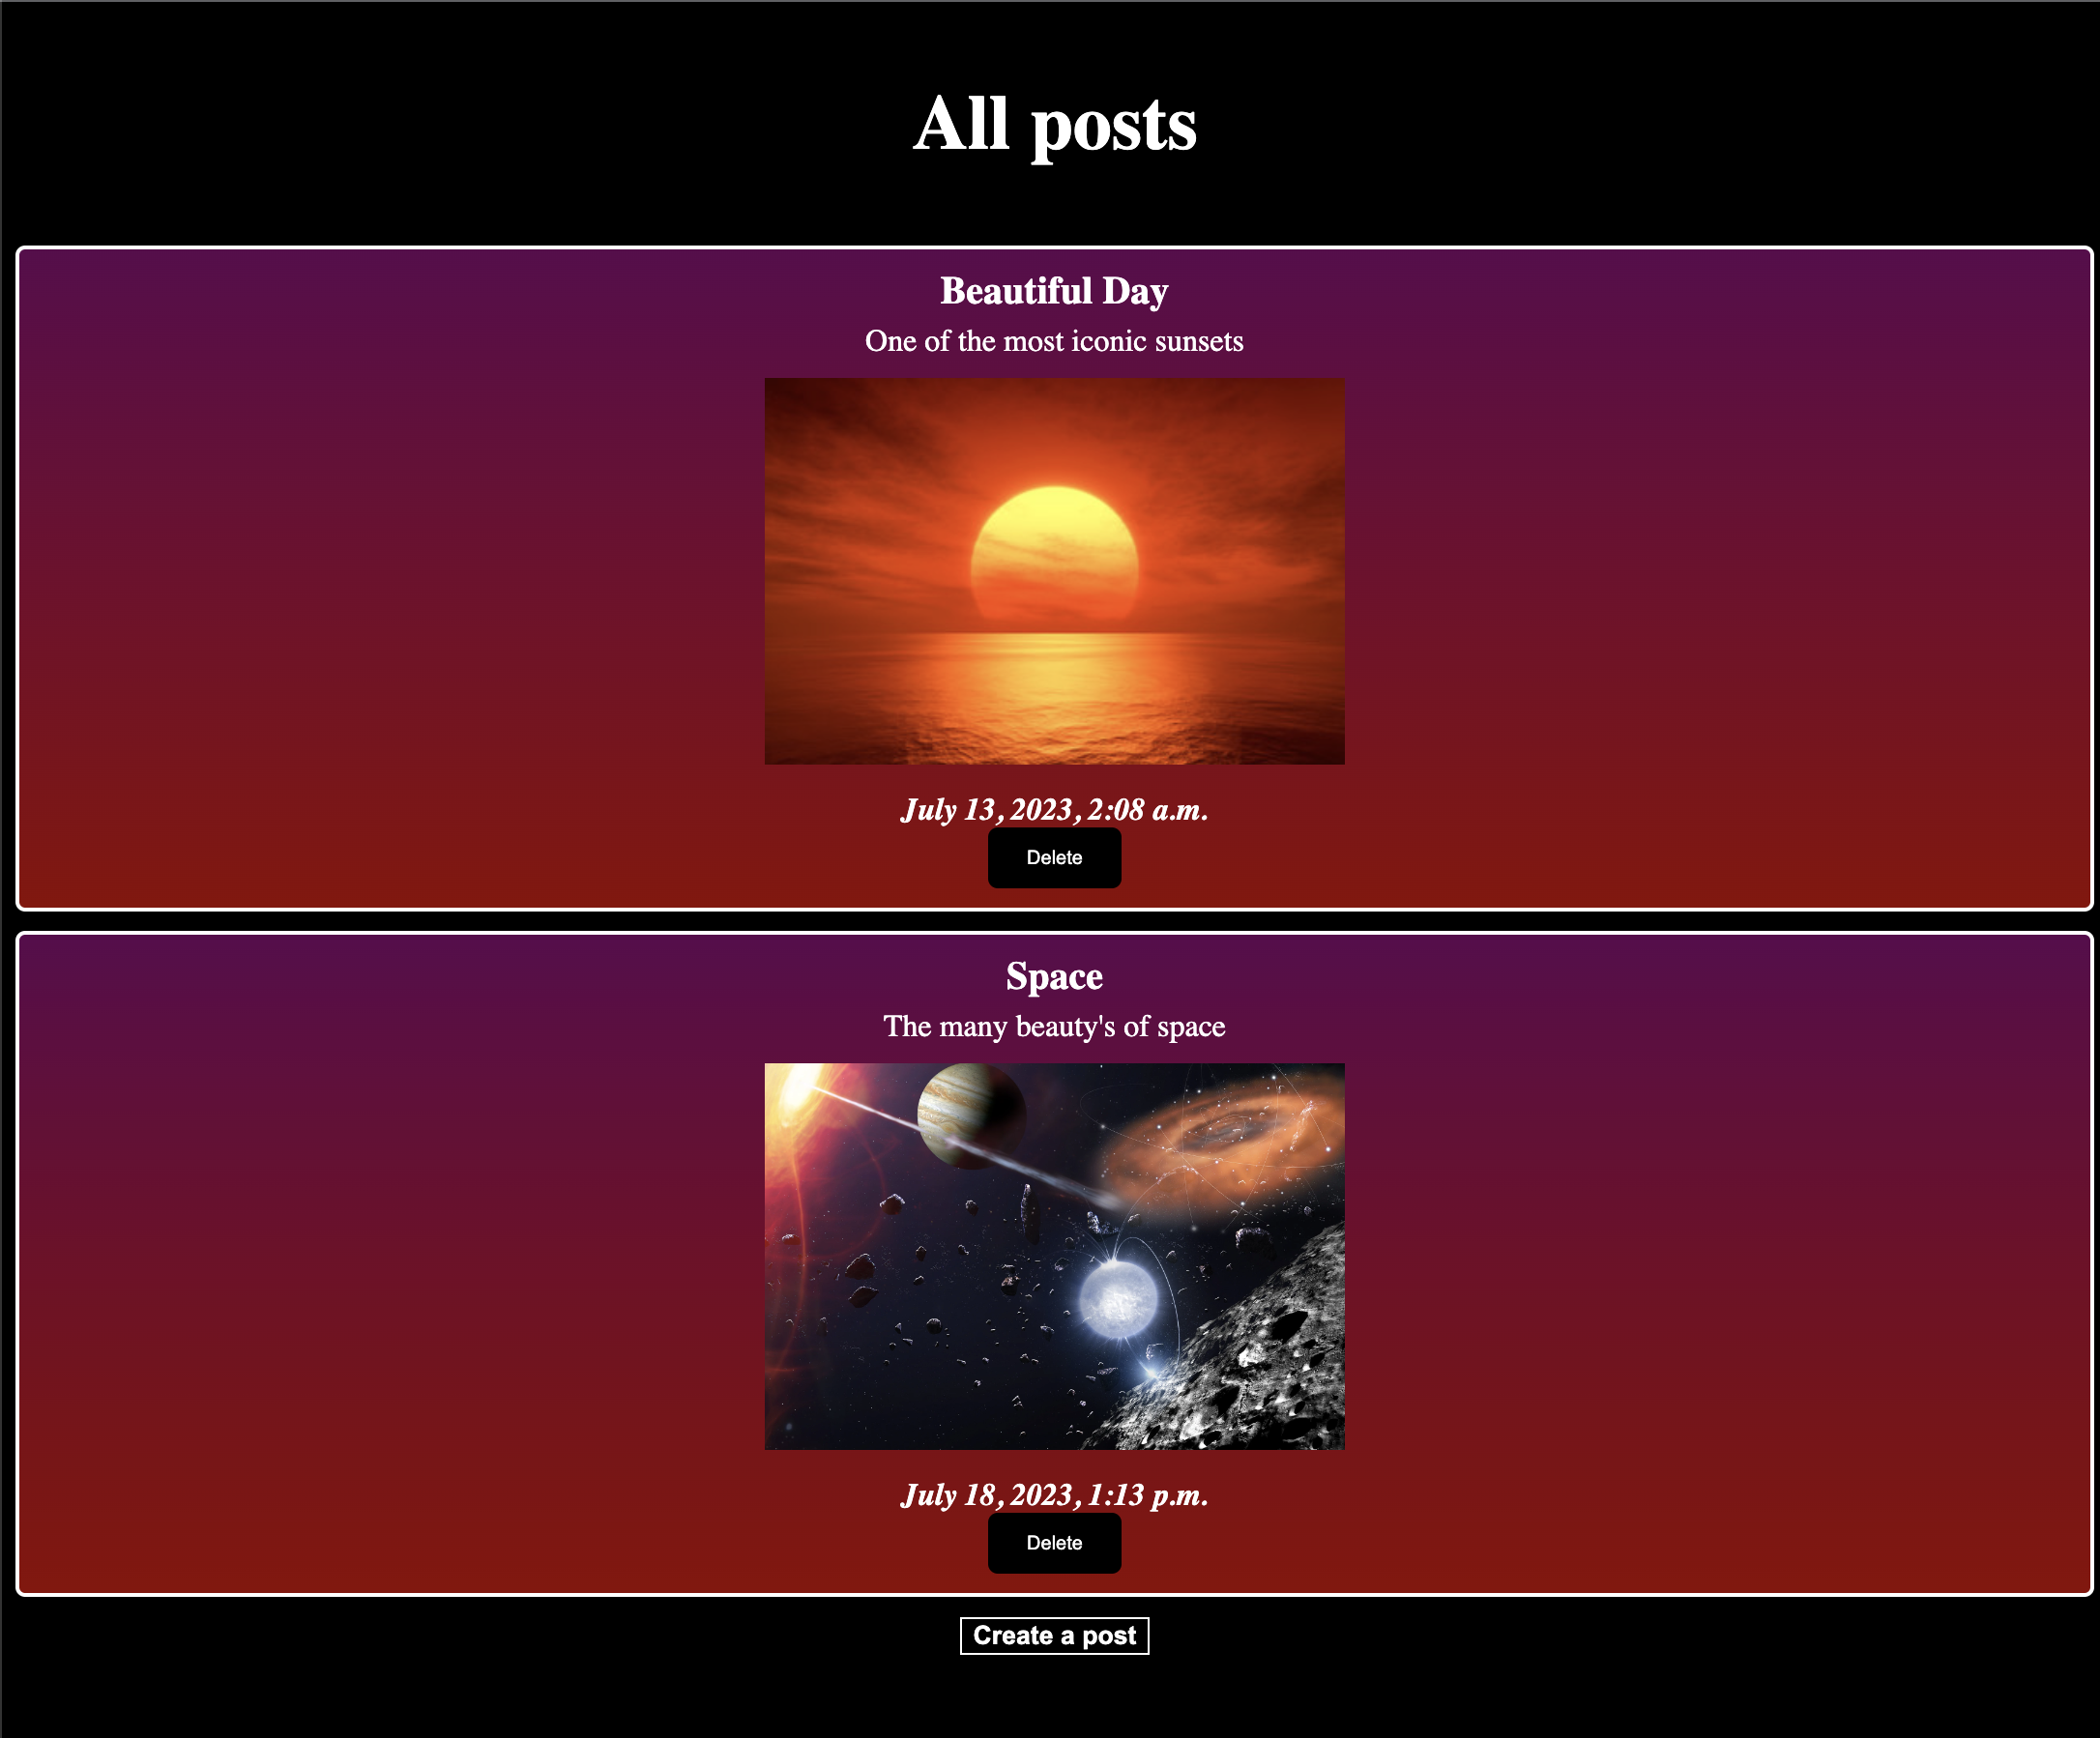 All posts
Beautiful Day
One of the most iconic sunsets
July 13, 2023, 2:08 a.m.
Delete
Space
The many beauty's of space
July 18, 2023, 1:13 p.m.
Delete
Create a post